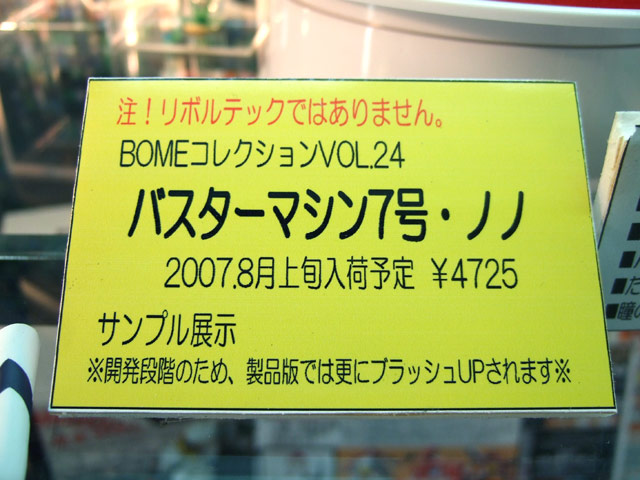 注！リボルテックではありません。
BOMEコレクションVOL.24
バスターマシン7号・ノノ
2007.8月上旬入荷予定 ¥4725
サンプル展示
※開発段階のため、製品版では更にブラッシュUPされます※